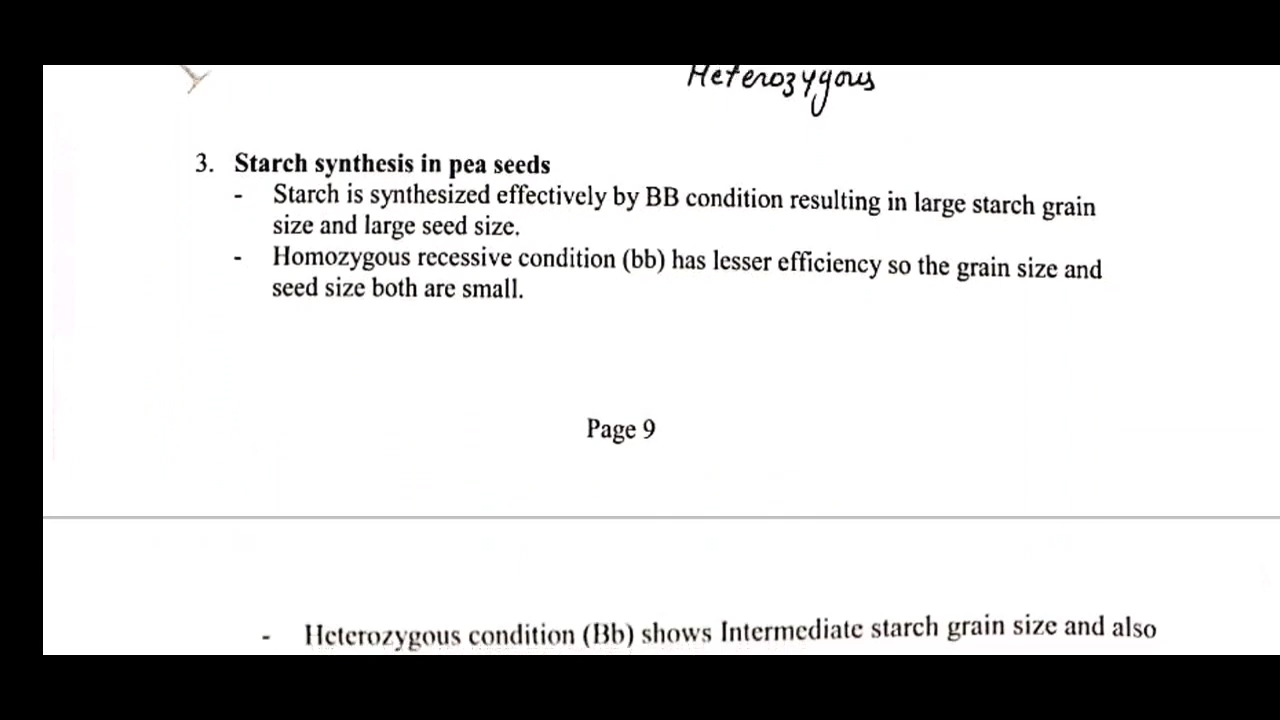 Heterozygous
3. Starch synthesis in pea seeds
- Starch is synthesized effectively by BB condition resulting in large starch grain
size and large seed size.
- Homozygous recessive condition (bb) has lesser efficiency so the grain size and
seed size both are small.
Page 9
- Heterozygous condition (Bb) shows Intermediate starch grain size and also